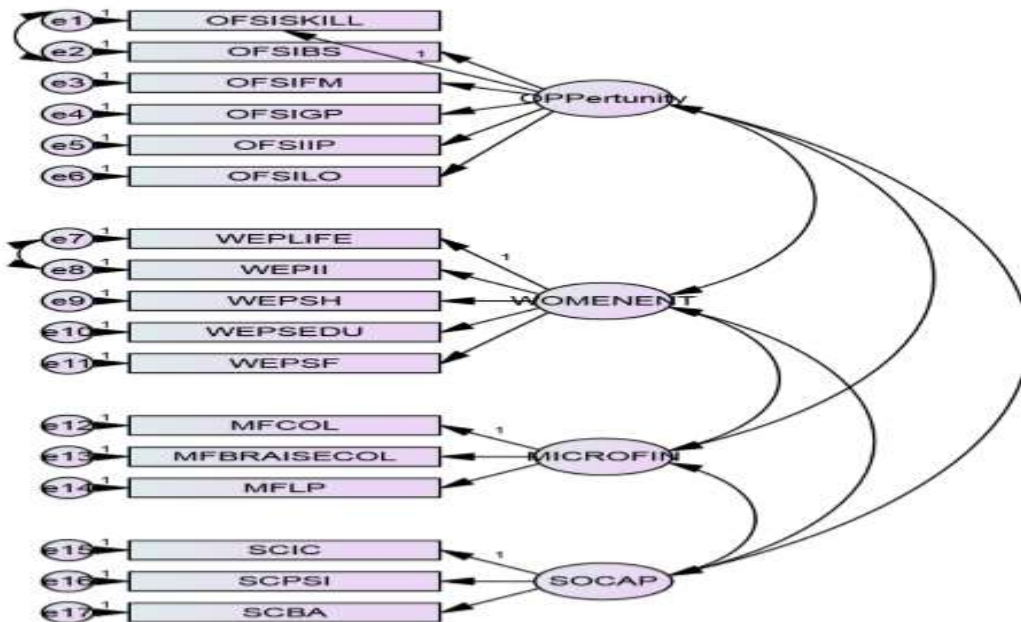 e1 1 OFSISKILL
e2 1 OFSIBS 1
e3 1 OFSIFM OPPertunity
e4 1 OFSIGP
e5 1 OFSIIP
e6 1 OFSILO
e7 1 WEPLIFE 1
e8 1 WEPII
e9 1 WEPSH WOMENENT
e10 1 WEPSEDU
e11 1 WEPSF
e12 1 MFCOL 1
e13 1 MFBRAISECOL MICROFIN
e14 1 MFLP
e15 1 SCIC 1
e16 1 SCPSI SOCAP
e17 1 SCBA